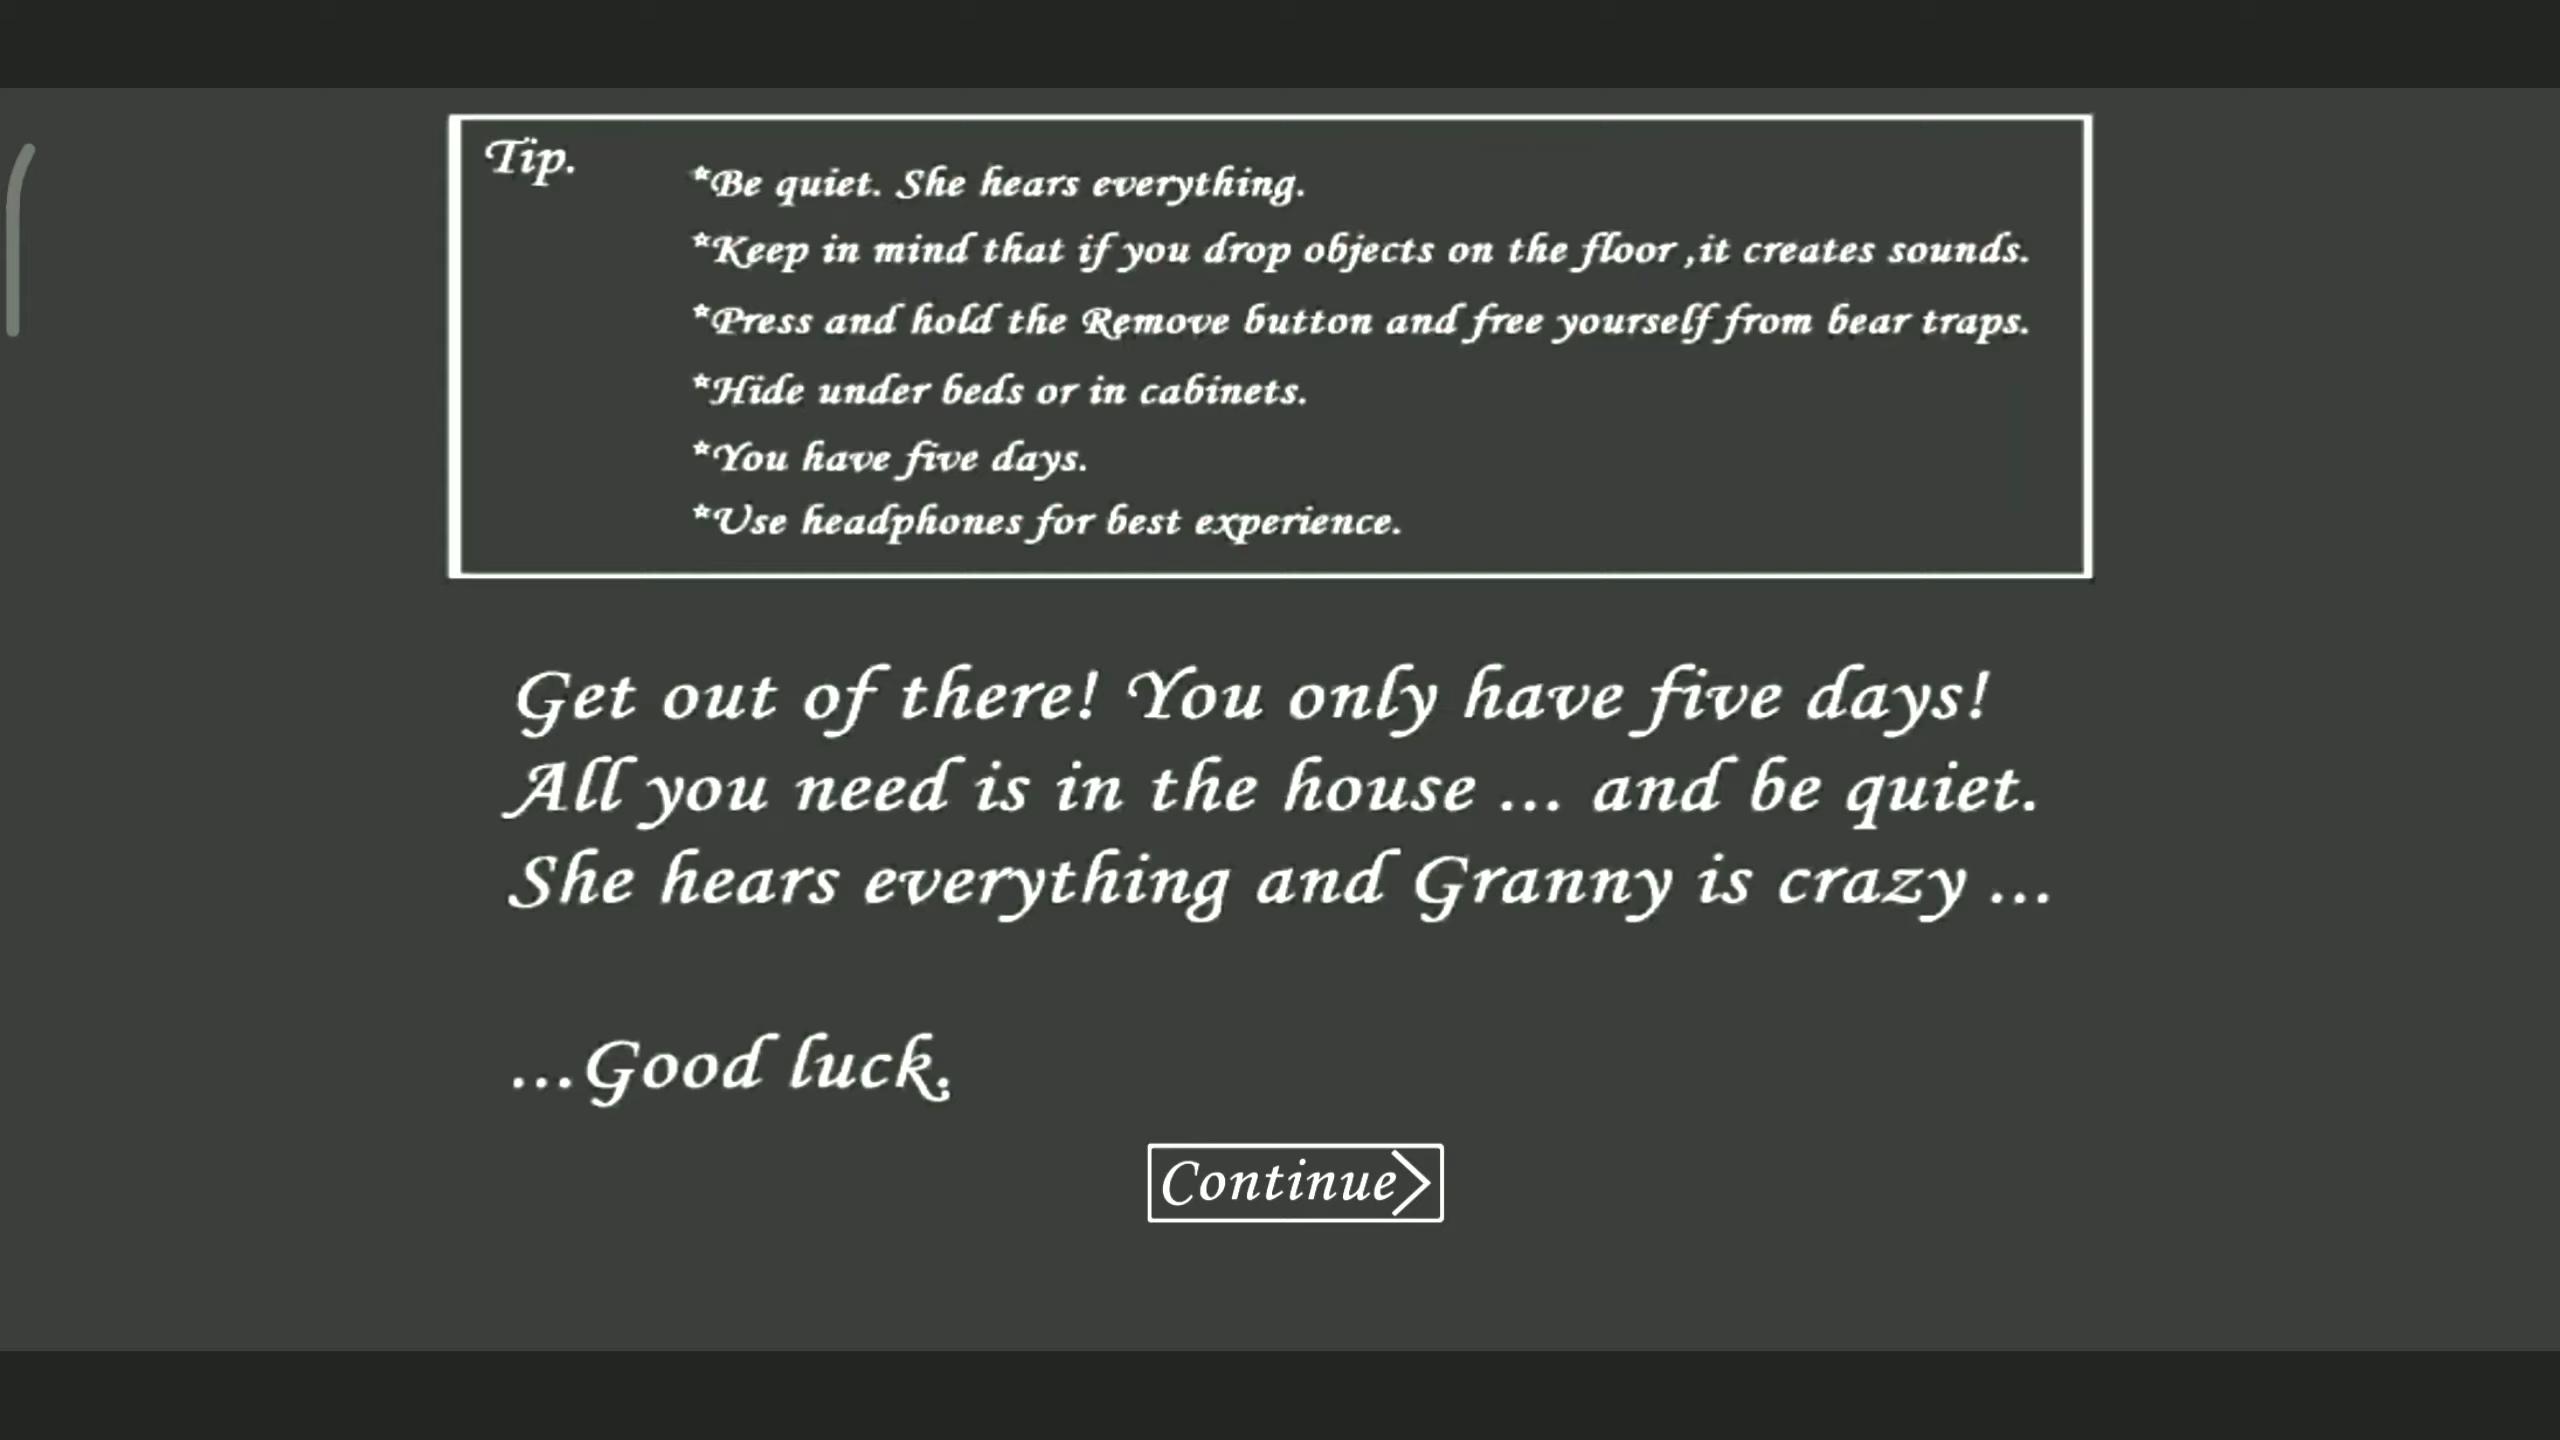 Tip.
*Be quiet. She hears everything.
*Keep in mind that if you drop objects on the floor ,it creates sounds.
*Press and hold the Remove button and free yourself from bear traps.
*Hide under beds or in cabinets.
*You have five days.
*Use headphones for best experience.
Get out of there! You only have five days!
All you need is in the house ... and be quiet.
She hears everything and Granny is crazy ...
...Good luck.
Continue>